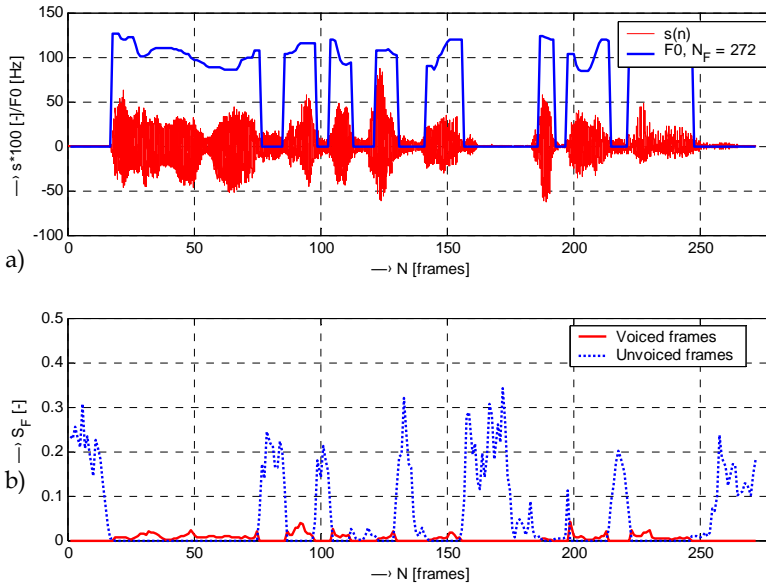 150
100
50
0
-50
-100
—› s*100 [-]/F0 [Hz]
s(n)
F0, N_F = 272
0
50
100
150
200
250
—› N [frames]
a)
0.5
0.4
0.3
0.2
0.1
0
—› S_F [-]
Voiced frames
Unvoiced frames
0
50
100
150
200
250
—› N [frames]
b)